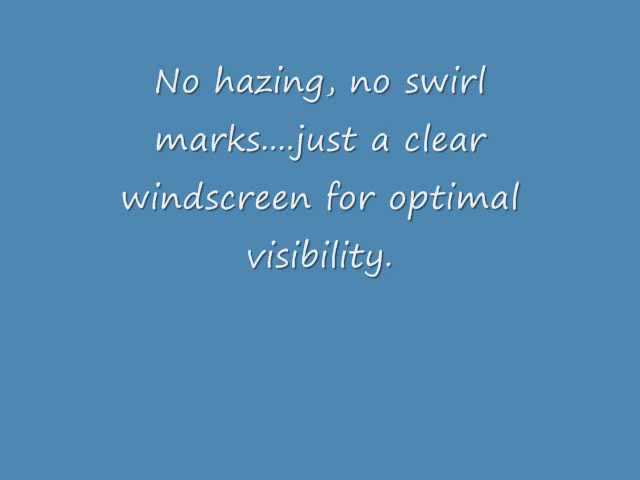 No hazing, no swirl
marks....just a clear
windscreen for optimal
visibility.